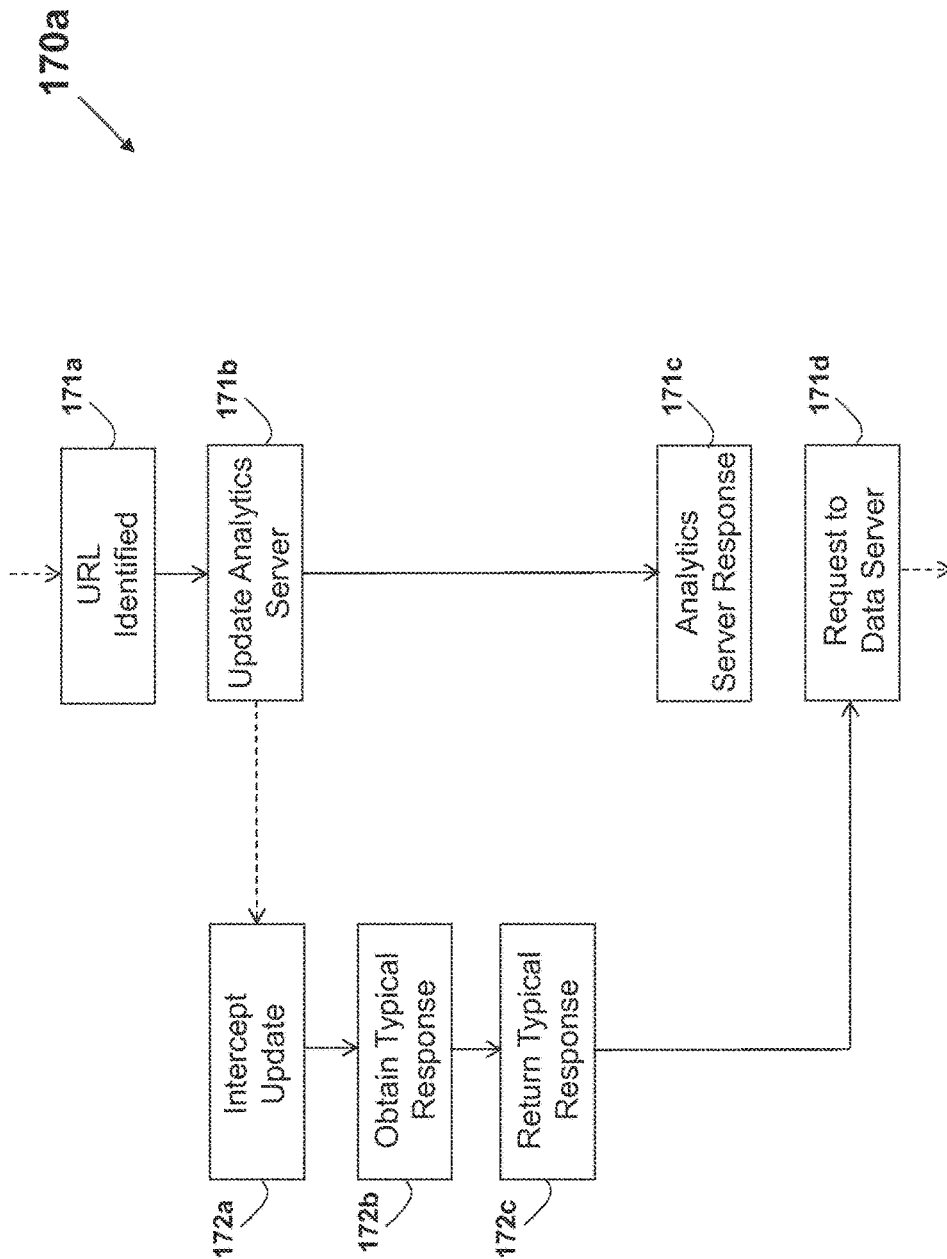 170a
171a
URL
Identified
171b
Update Analytics
Server
171c
Analytics
Server Response
171d
Request to
Data Server
172a
Intercept
Update
172b
Obtain Typical
Response
172c
Return Typical
Response